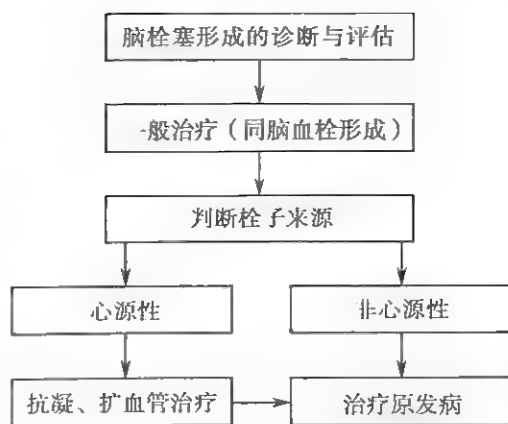 脑栓塞形成的诊断与评估
一般治疗（同脑血栓形成）
判断栓子来源
心源性
非心源性
抗凝、扩血管治疗
治疗原发病